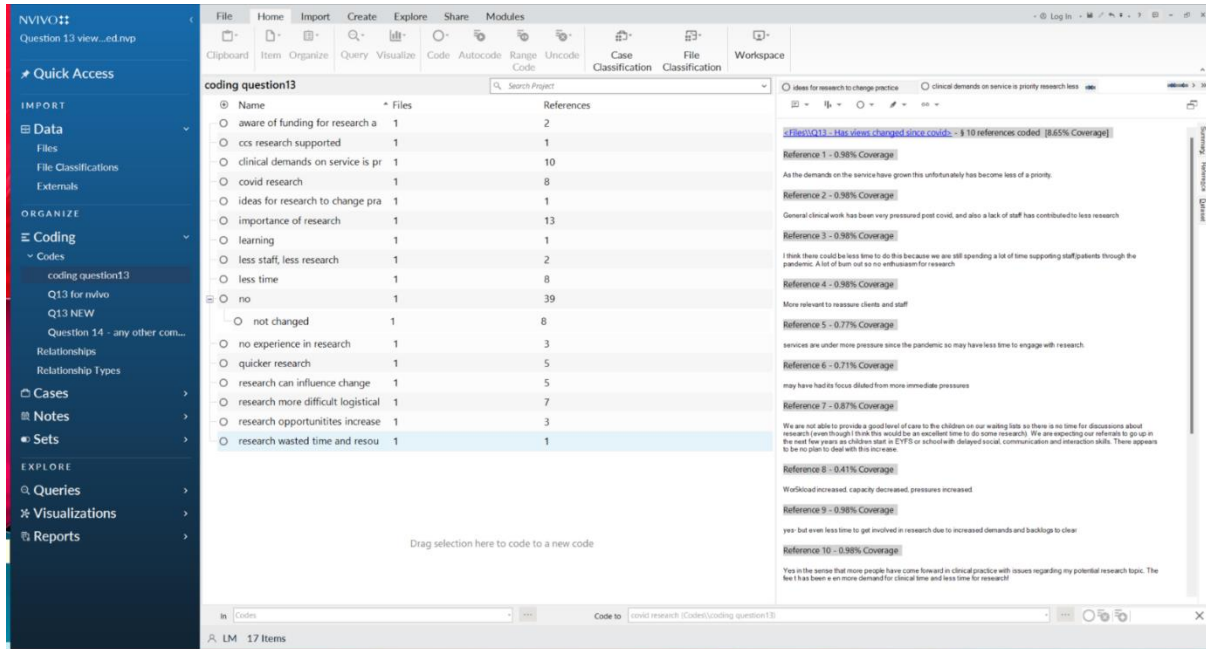 NVIVO
Question 13 view...ed.nvp
Quick Access
IMPORT
Data
Files
File Classifications
Externals
ORGANIZE
Coding
Codes
coding question13
Q13 for nvivo
Q13 NEW
Question 14 - any other com...
Relationships
Relationship Types
Cases
Notes
Sets
EXPLORE
Queries
Visualizations
Reports
File Home Import Create Explore Share Modules
Log In
Clipboard Item Organize Query Visualize Code Autocode Range Code Uncode Case Classification File Classification Workspace
coding question13
Search Project
Name Files References
aware of funding for research a 1 2
ccs research supported 1 1
clinical demands on service is pr 1 10
covid research 1 8
ideas for research to change pra 1 1
importance of research 1 13
learning 1 1
less staff, less research 1 2
less time 1 8
no 1 39
not changed 1 8
no experience in research 1 3
quicker research 1 5
research can influence change 1 5
research more difficult logistical 1 7
research opportunitites increase 1 3
research wasted time and resou 1 1
Drag selection here to code to a new code
ideas for research to change practice
clinical demands on service is priority research less
<Files\\Q13 - Has views changed since covid> - § 10 references coded [8.65% Coverage]
Reference 1 - 0.98% Coverage
As the demands on the service have grown this unfortunately has become less of a priority.
Reference 2 - 0.98% Coverage
General clinical work has been very pressured post covid, and also a lack of staff has contributed to less research
Reference 3 - 0.98% Coverage
I think there could be less time to do this because we are still spending a lot of time supporting staff/patients through the
pandemic. A lot of burn out so no enthusiasm for research
Reference 4 - 0.98% Coverage
More relevant to reassure clients and staff
Reference 5 - 0.77% Coverage
services are under more pressure since the pandemic so may have less time to engage with research.
Reference 6 - 0.71% Coverage
may have had its focus diluted from more immediate pressures
Reference 7 - 0.87% Coverage
We are not able to provide a good level of care to the children on our waiting lists so there is no time for discussions about
research (even though I think this would be an excellent time to do some research). We are expecting our referrals to go up in
the next few years as children start in EYFS or school with delayed social, communication and interaction skills. There appears
to be no plan to deal with this increase.
Reference 8 - 0.41% Coverage
WorSkload increased, capacity decreased, pressures increased
Reference 9 - 0.98% Coverage
yes- but even less time to get involved in research due to increased demands and backlogs to clear
Reference 10 - 0.98% Coverage
Yes in the sense that more people have come forward in clinical practice with issues regarding my potential research topic. The
fee t has been e en more demand for clinical time and less time for research!
Summary
Reference
Dataset
In Codes
Code to covid research (Codes\\coding question13)
LM 17 Items